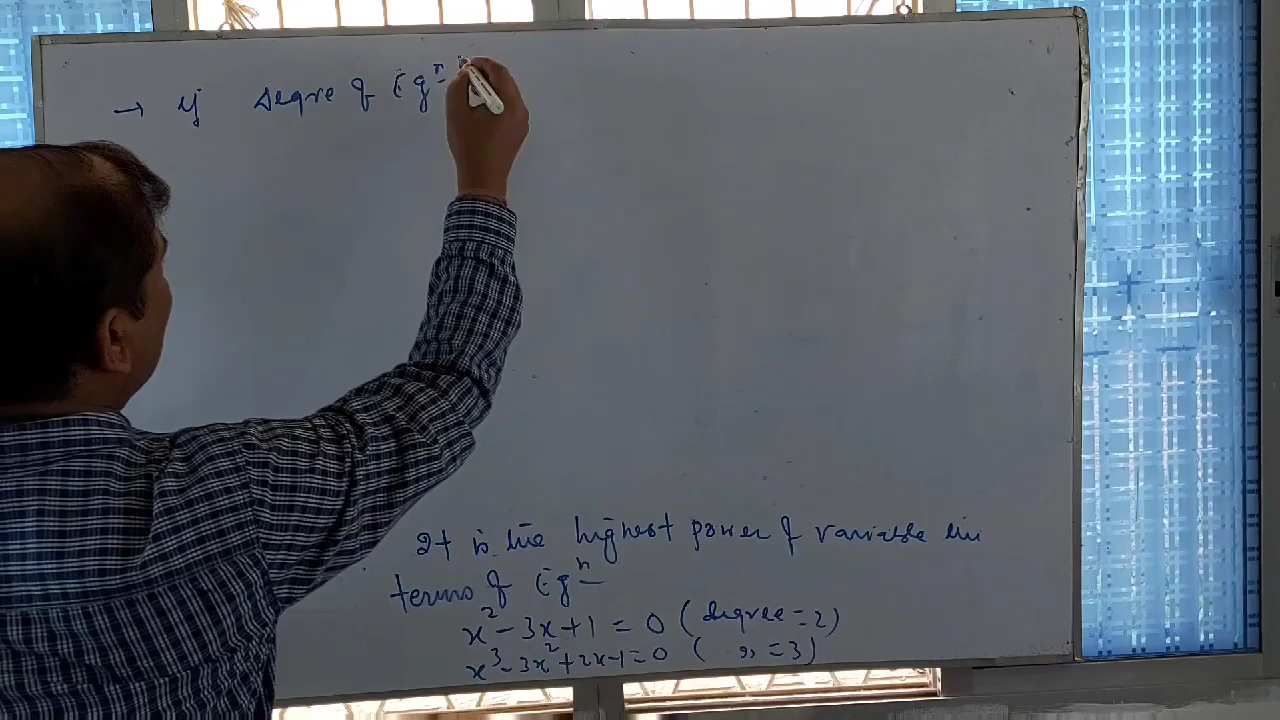 → If Degree of Eqⁿ
It is the highest power of variable in
terms of Eqⁿ
x² - 3x + 1 = 0 (degree = 2)
x³ - 3x² + 2x - 1 = 0 ( ,, = 3)